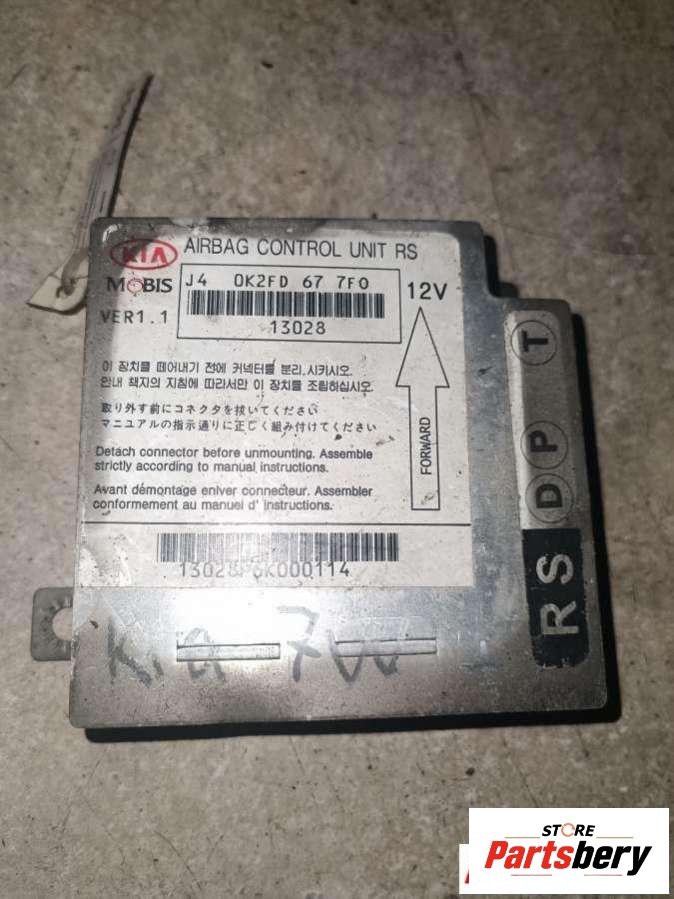 KIA AIRBAG CONTROL UNIT RS
MOBIS J4 0K2FD 67 7F0 12V
VER1.1 13028
이 장치를 떼어내기 전에 커넥터를 분리.시키시오.
안내 책자의 지침에 따라서만 이 장치를 조립하십시오.
取り外す前にコネクタを抜いてください
マニュアルの指示通りに正しく組み付けてください
Detach connector before unmounting. Assemble
strictly according to manual instructions.
Avant démontage enlver connecteur. Assembler
conformement au manuel d' instructions.
FORWARD
T
P
D
RS
Kia
STORE
Partsbery